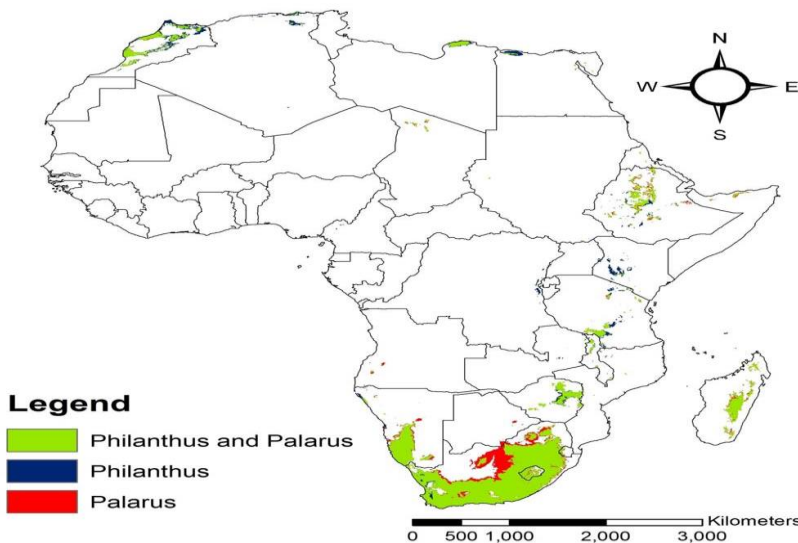 N
W E
S
Legend
Philanthus and Palarus
Philanthus
Palarus
Kilometers
0 500 1,000 2,000 3,000